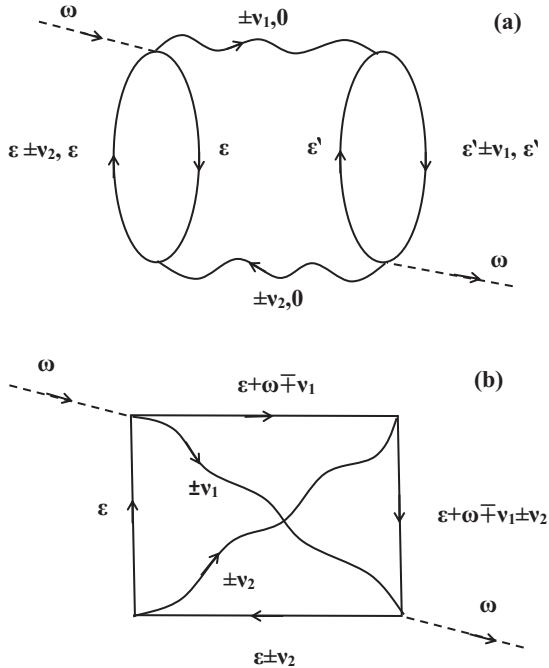 ω
±ν₁,0
(a)
ε ±ν₂, ε
ε
ε‵
ε‵±ν₁, ε‵
±ν₂,0
ω
ω
ε+ω∓ν₁
(b)
ε
±ν₁
ε+ω∓ν₁±ν₂
±ν₂
ω
ε±ν₂